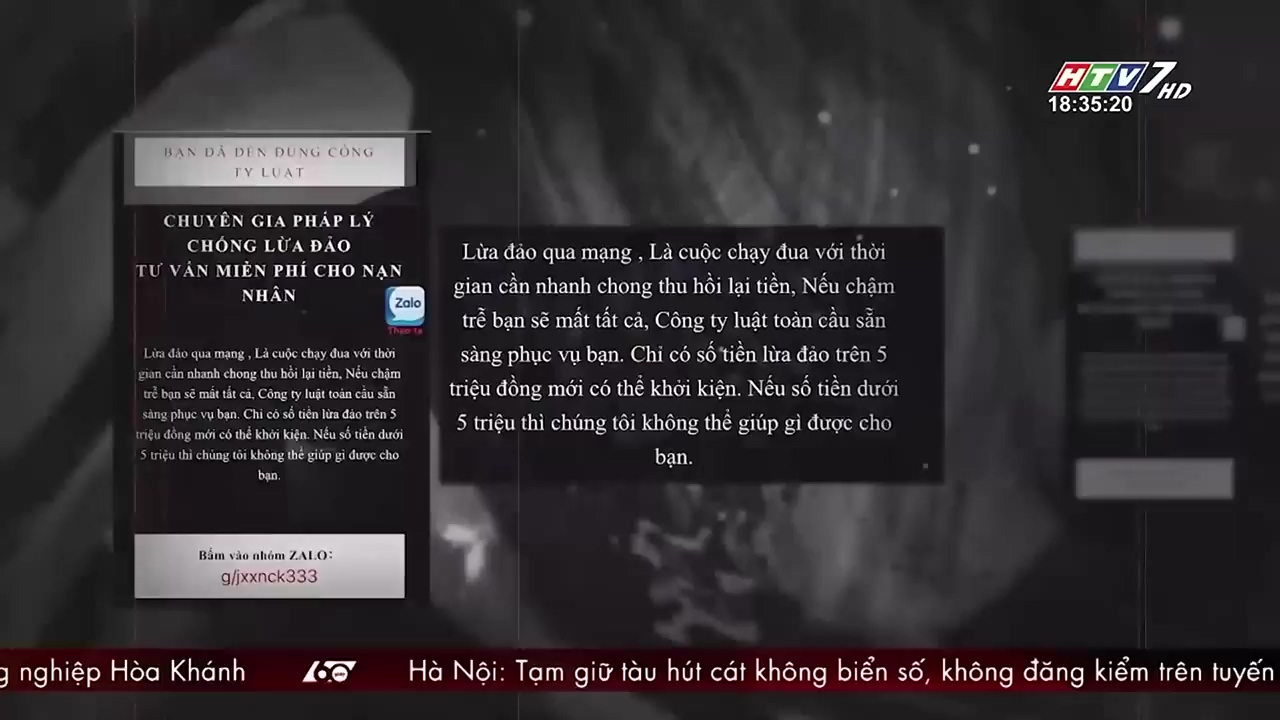 HTV7 HD
18:35:20
BẠN ĐÃ ĐẾN ĐÚNG CÔNG
TY LUẬT
CHUYÊN GIA PHÁP LÝ
CHỐNG LỪA ĐẢO
TƯ VẤN MIỄN PHÍ CHO NẠN
NHÂN
Zalo
Lừa đảo qua mạng , Là cuộc chạy đua với thời
gian cần nhanh chong thu hồi lại tiền, Nếu chậm
trễ bạn sẽ mất tất cả, Công ty luật toàn cầu sẵn
sàng phục vụ bạn. Chỉ có số tiền lừa đảo trên 5
triệu đồng mới có thể khởi kiện. Nếu số tiền dưới
5 triệu thì chúng tôi không thể giúp gì được cho
bạn.
Bấm vào nhóm ZALO:
g/jxxnck333
Lừa đảo qua mạng , Là cuộc chạy đua với thời
gian cần nhanh chong thu hồi lại tiền, Nếu chậm
trễ bạn sẽ mất tất cả, Công ty luật toàn cầu sẵn
sàng phục vụ bạn. Chỉ có số tiền lừa đảo trên 5
triệu đồng mới có thể khởi kiện. Nếu số tiền dưới
5 triệu thì chúng tôi không thể giúp gì được cho
bạn.
g nghiệp Hòa Khánh 60 Hà Nội: Tạm giữ tàu hút cát không biển số, không đăng kiểm trên tuyến